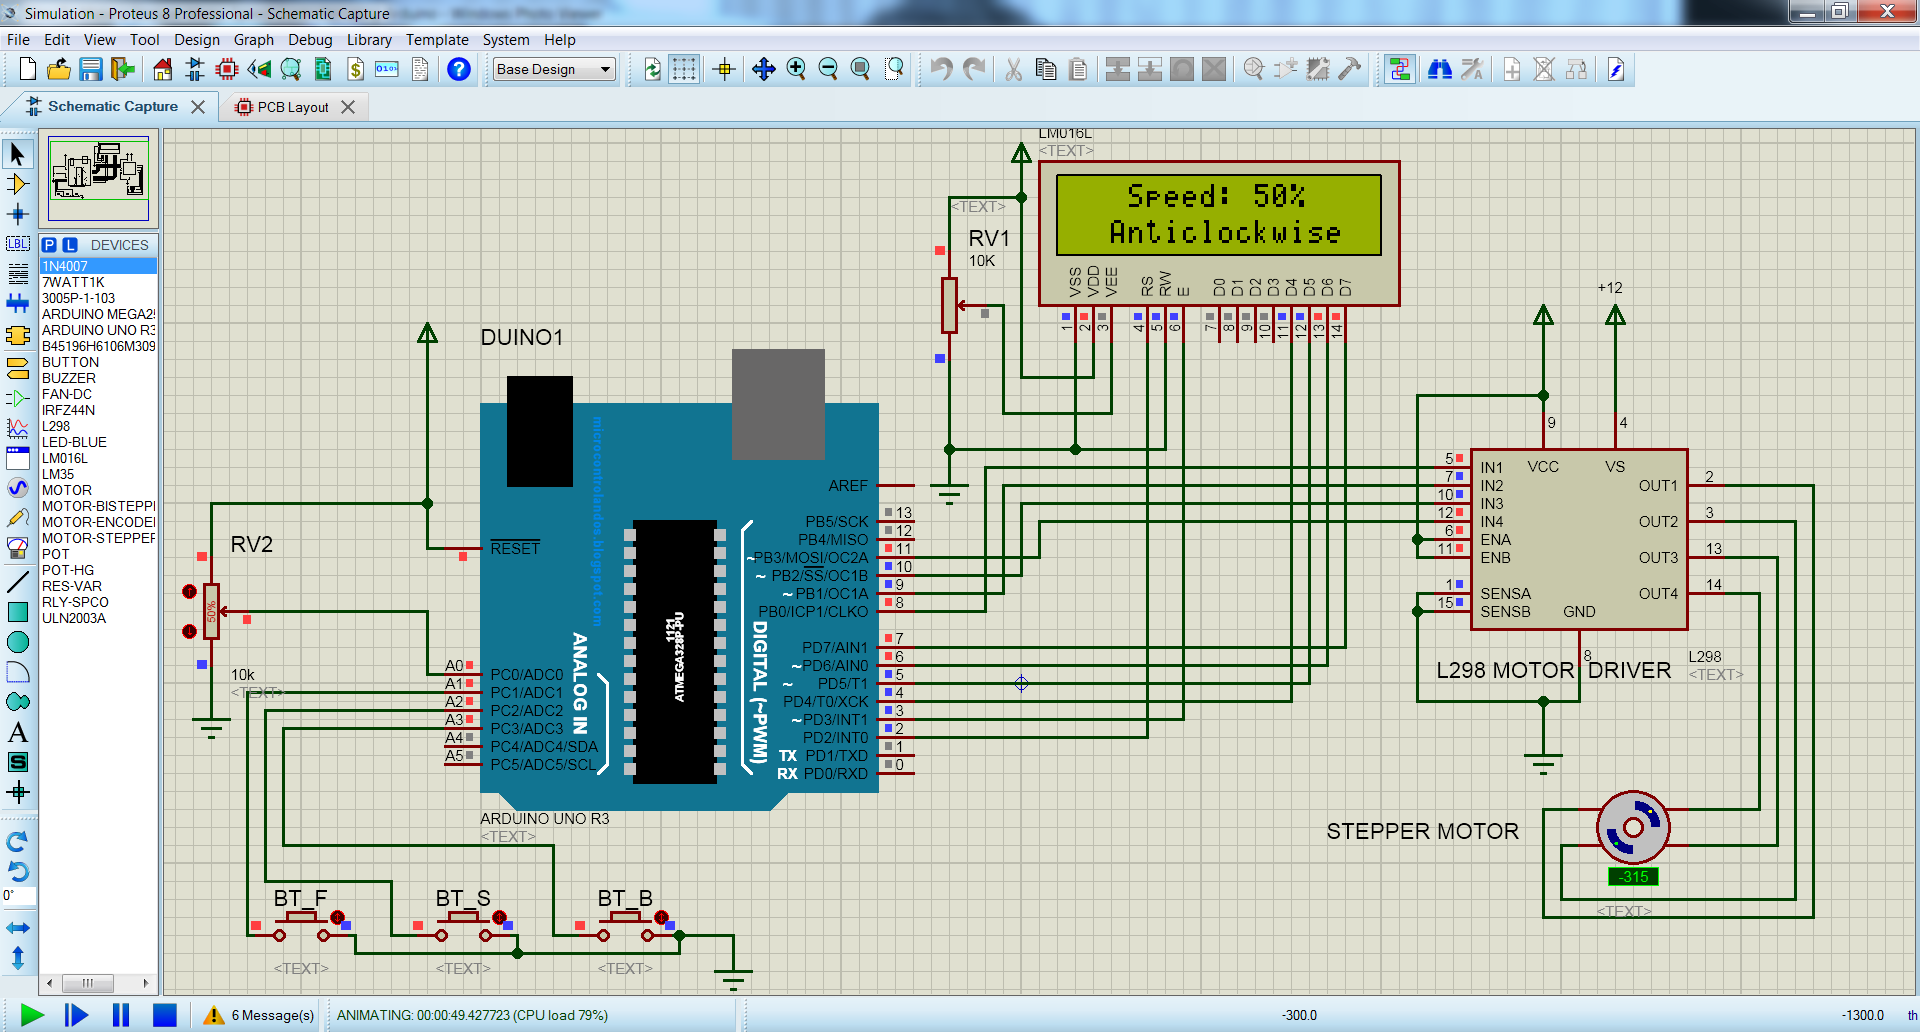 Simulation - Proteus 8 Professional - Schematic Capture
File Edit View Tool Design Graph Debug Library Template System Help
Base Design
Schematic Capture
PCB Layout
P L DEVICES
1N4007
7WATT1K
3005P-1-103
ARDUINO MEGA2
ARDUINO UNO R3
B45196H6106M309
BUTTON
BUZZER
FAN-DC
IRFZ44N
L298
LED-BLUE
LM016L
LM35
MOTOR
MOTOR-BISTEPPI
MOTOR-ENCODE
MOTOR-STEPPER
POT
POT-HG
RES-VAR
RLY-SPCO
ULN2003A
LBL
A
S
0°
LM016L
<TEXT>
Speed: 50%
Anticlockwise
VSS VDD VEE RS RW E D0 D1 D2 D3 D4 D5 D6 D7
1 2 3 4 5 6 7 8 9 10 11 12 13 14
<TEXT>
RV1
10K
DUINO1
microcontrolandos.blogspot.com
RESET
AREF
PB5/SCK 13
PB4/MISO 12
~PB3/MOSI/OC2A 11
~ PB2/SS/OC1B 10
~ PB1/OC1A 9
PB0/ICP1/CLKO 8
PD7/AIN1 7
~PD6/AIN0 6
~ PD5/T1 5
PD4/T0/XCK 4
~PD3/INT1 3
PD2/INT0 2
TX PD1/TXD 1
RX PD0/RXD 0
A0 PC0/ADC0
A1 PC1/ADC1
A2 PC2/ADC2
A3 PC3/ADC3
A4 PC4/ADC4/SDA
A5 PC5/ADC5/SCL
ANALOG IN
1121
ATMEGA328P-PU
DIGITAL (~PWM)
ARDUINO UNO R3
<TEXT>
RV2
50%
10k
<TEXT>
+12
9 4
VCC VS
5 IN1
7 IN2
10 IN3
12 IN4
6 ENA
11 ENB
1 SENSA
15 SENSB
GND
8
OUT1 2
OUT2 3
OUT3 13
OUT4 14
L298 MOTOR DRIVER
L298
<TEXT>
STEPPER MOTOR
-315
<TEXT>
BT_F BT_S BT_B
<TEXT> <TEXT> <TEXT>
6 Message(s)
ANIMATING: 00:00:49.427723 (CPU load 79%)
-300.0
-1300.0
th